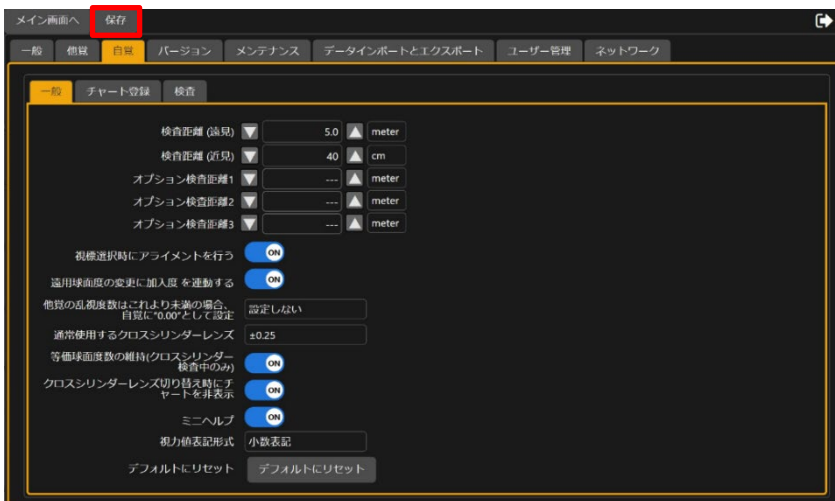 メイン画面へ 保存
一般 他覚 自覚 バージョン メンテナンス データインポートとエクスポート ユーザー管理 ネットワーク
一般 チャート登録 検査
検査距離 (遠見) 5.0 meter
検査距離 (近見) 40 cm
オプション検査距離1 --- meter
オプション検査距離2 --- meter
オプション検査距離3 --- meter
視標選択時にアライメントを行う ON
遠用球面度の変更に加入度 を連動する ON
他覚の乱視度数はこれより未満の場合、
自覚に"0.00"として設定 設定しない
通常使用するクロスシリンダーレンズ ±0.25
等価球面度数の維持(クロスシリンダー
検査中のみ) ON
クロスシリンダーレンズ切り替え時にチ
ャートを非表示 ON
ミニヘルプ ON
視力値表記形式 小数表記
デフォルトにリセット デフォルトにリセット